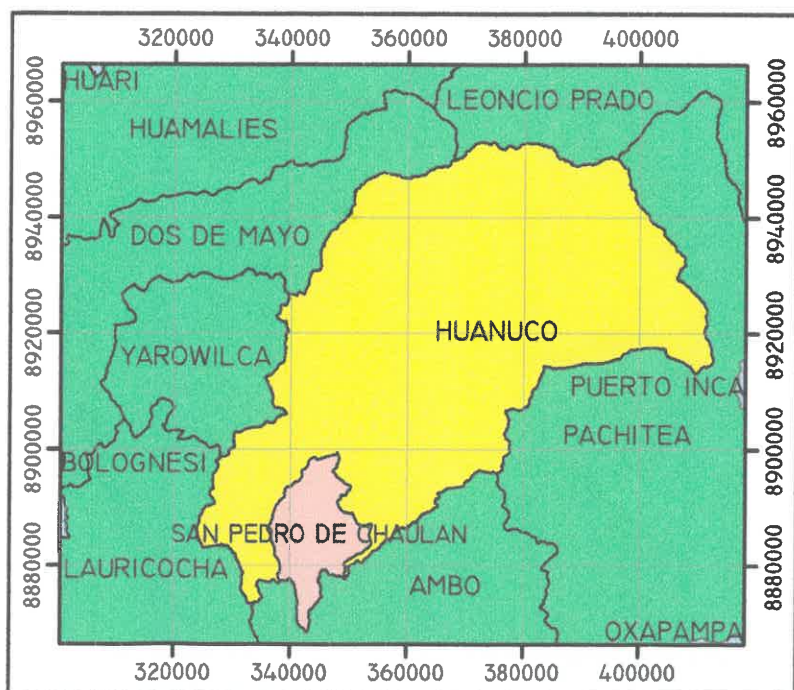 320000 340000 360000 380000 400000
8960000 8960000
HUARI
LEONCIO PRADO
HUAMALIES
8940000 8940000
DOS DE MAYO
8920000 8920000
HUANUCO
YAROWILCA
PUERTO INCA
PACHITEA
8900000 8900000
BOLOGNESI
SAN PEDRO DE CHAULAN
8880000 8880000
LAURICOCHA
AMBO
OXAPAMPA
320000 340000 360000 380000 400000